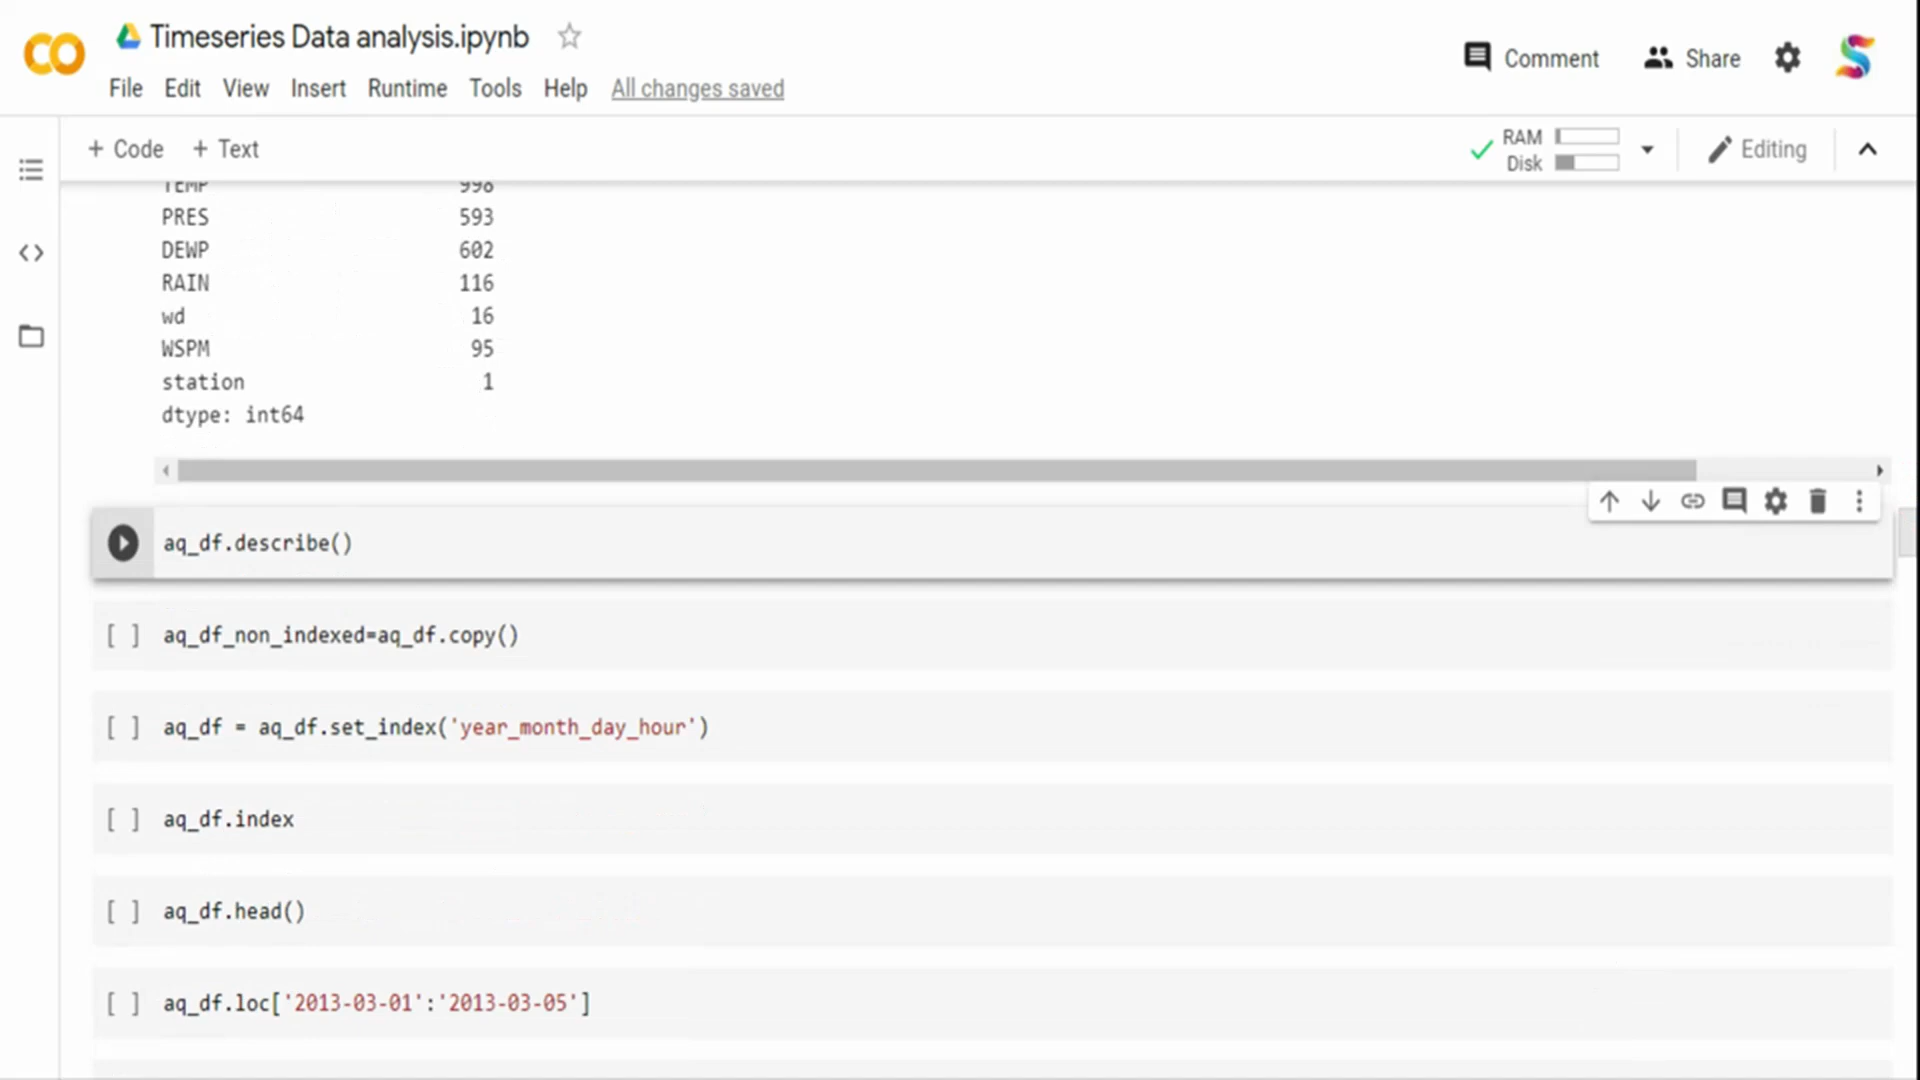 Timeseries Data analysis.ipynb
Comment
Share
File Edit View Insert Runtime Tools Help All changes saved
+ Code + Text
RAM
Disk
Editing
TEMP 998
PRES 593
DEWP 602
RAIN 116
wd 16
WSPM 95
station 1
dtype: int64
aq_df.describe()
[ ] aq_df_non_indexed=aq_df.copy()
[ ] aq_df = aq_df.set_index('year_month_day_hour')
[ ] aq_df.index
[ ] aq_df.head()
[ ] aq_df.loc['2013-03-01':'2013-03-05']